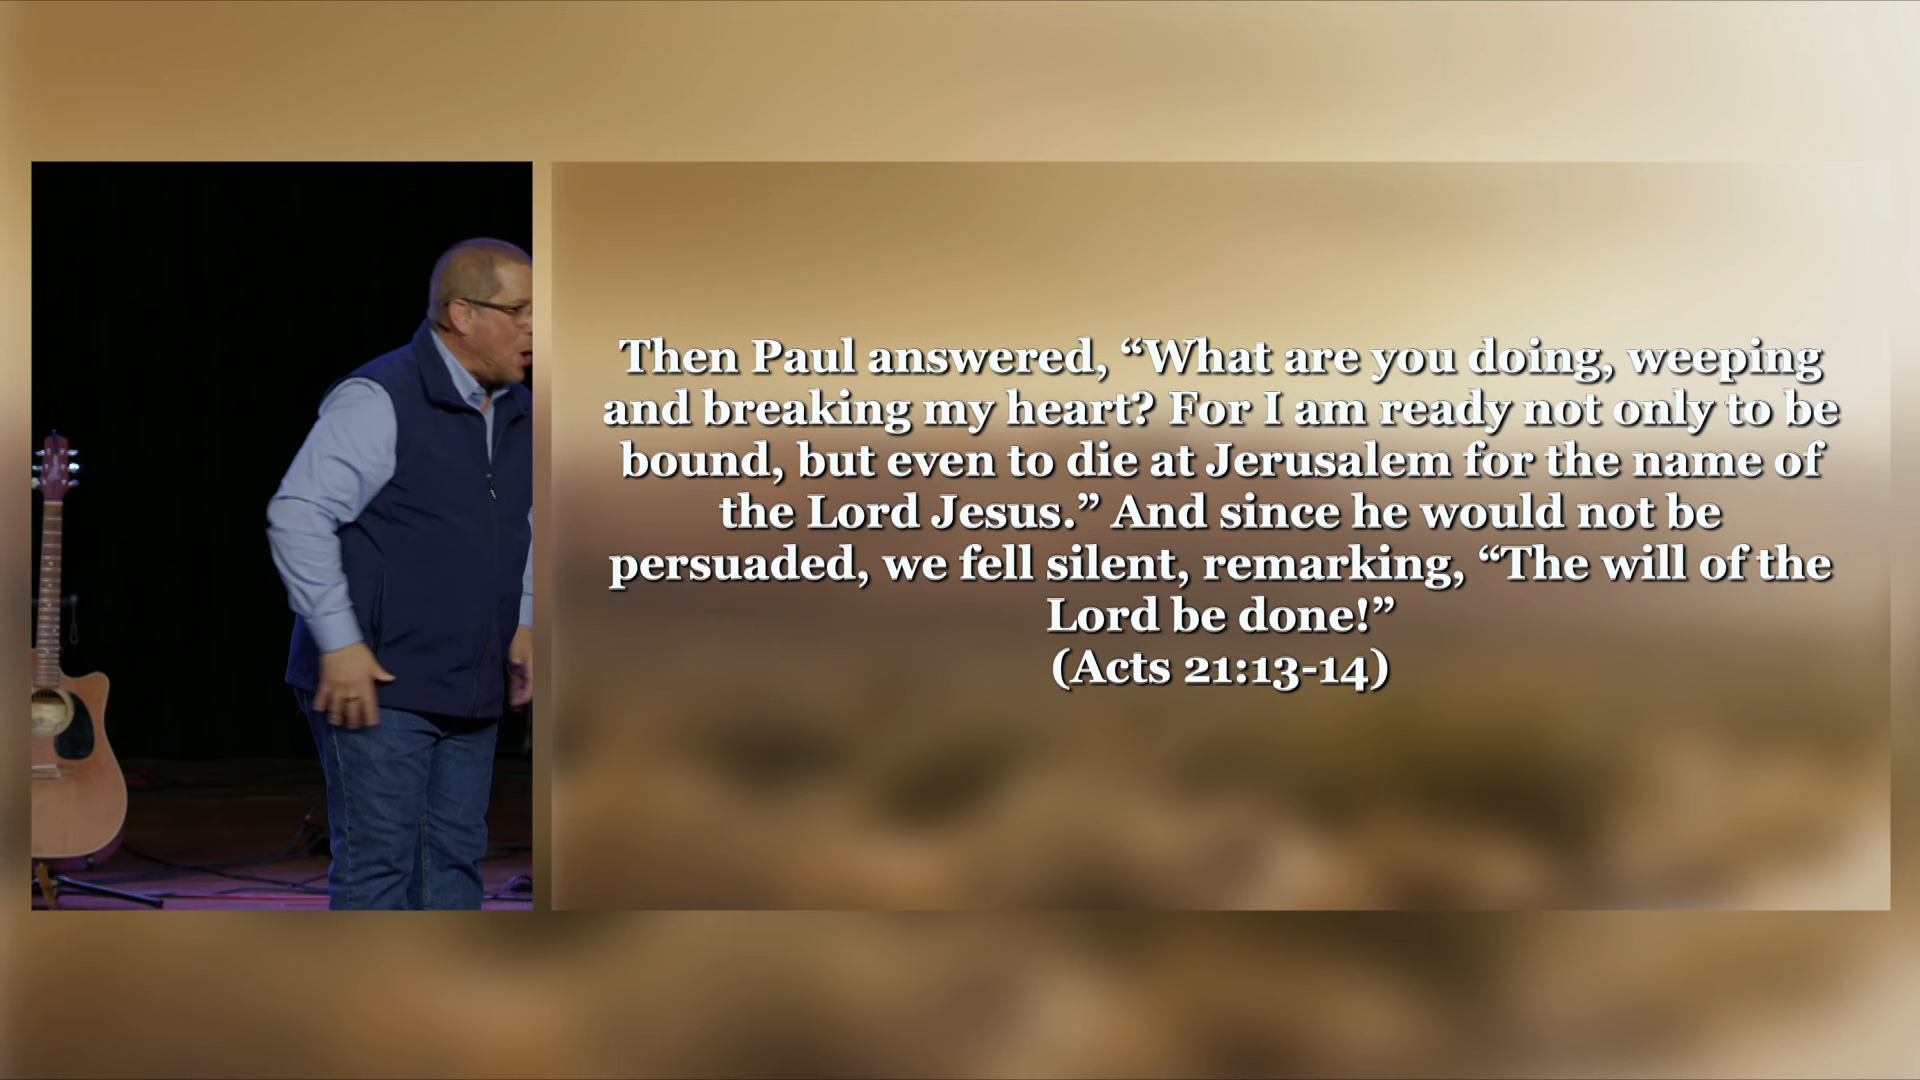 Then Paul answered, “What are you doing, weeping
and breaking my heart? For I am ready not only to be
bound, but even to die at Jerusalem for the name of
the Lord Jesus.” And since he would not be
persuaded, we fell silent, remarking, “The will of the
Lord be done!”
(Acts 21:13-14)